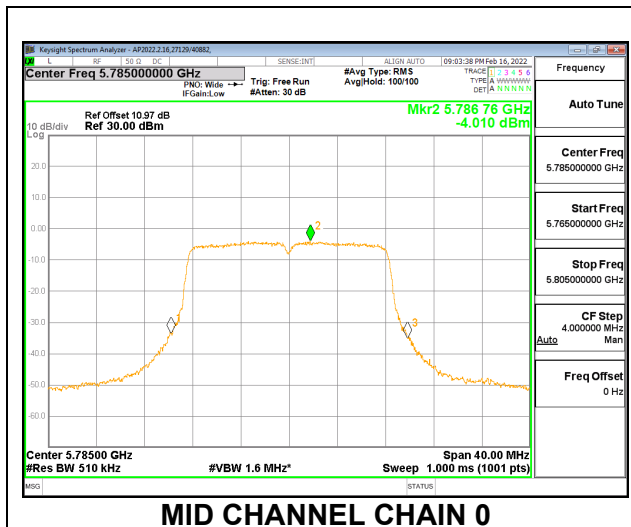 Keysight Spectrum Analyzer - AP2022.2.16,27129/40882,
L RF 50 Ω DC SENSE:INT ALIGN AUTO 09:03:38 PM Feb 16, 2022
Center Freq 5.785000000 GHz #Avg Type: RMS TRACE 1 2 3 4 5 6
PNO: Wide Trig: Free Run Avg|Hold: 100/100 TYPE A WWWWW
IFGain:Low #Atten: 30 dB DET A N N N N N
Mkr2 5.786 76 GHz
Ref Offset 10.97 dB
10 dB/div Ref 30.00 dBm -4.010 dBm
Log
20.0
10.0
0.00
2
-10.0
-20.0
-30.0
1
3
-40.0
-50.0
-60.0
Center 5.78500 GHz Span 40.00 MHz
#Res BW 510 kHz #VBW 1.6 MHz* Sweep 1.000 ms (1001 pts)
MSG STATUS
Frequency
Auto Tune
Center Freq
5.785000000 GHz
Start Freq
5.765000000 GHz
Stop Freq
5.805000000 GHz
CF Step
4.000000 MHz
Auto Man
Freq Offset
0 Hz
MID CHANNEL CHAIN 0